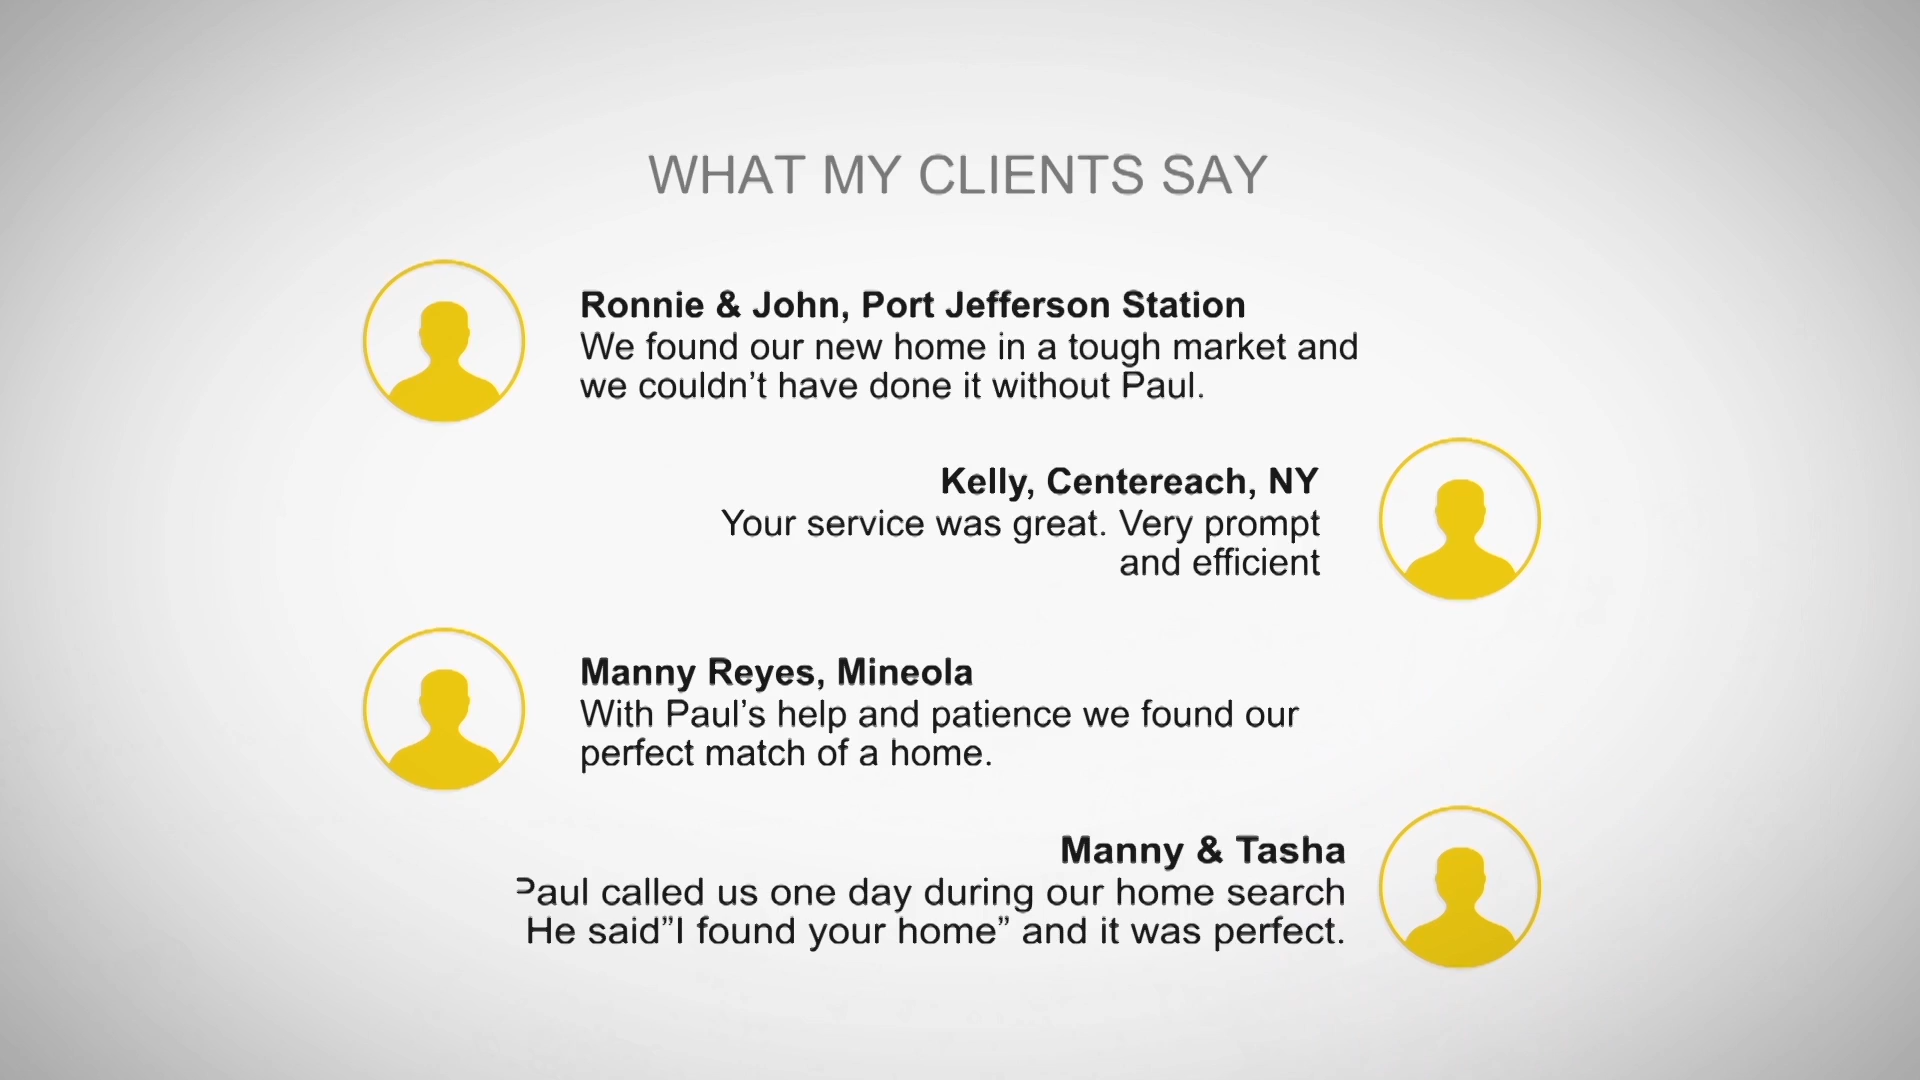 WHAT MY CLIENTS SAY
Ronnie & John, Port Jefferson Station
We found our new home in a tough market and
we couldn’t have done it without Paul.
Kelly, Centereach, NY
Your service was great. Very prompt
and efficient
Manny Reyes, Mineola
With Paul’s help and patience we found our
perfect match of a home.
Manny & Tasha
Paul called us one day during our home search
He said”I found your home” and it was perfect.